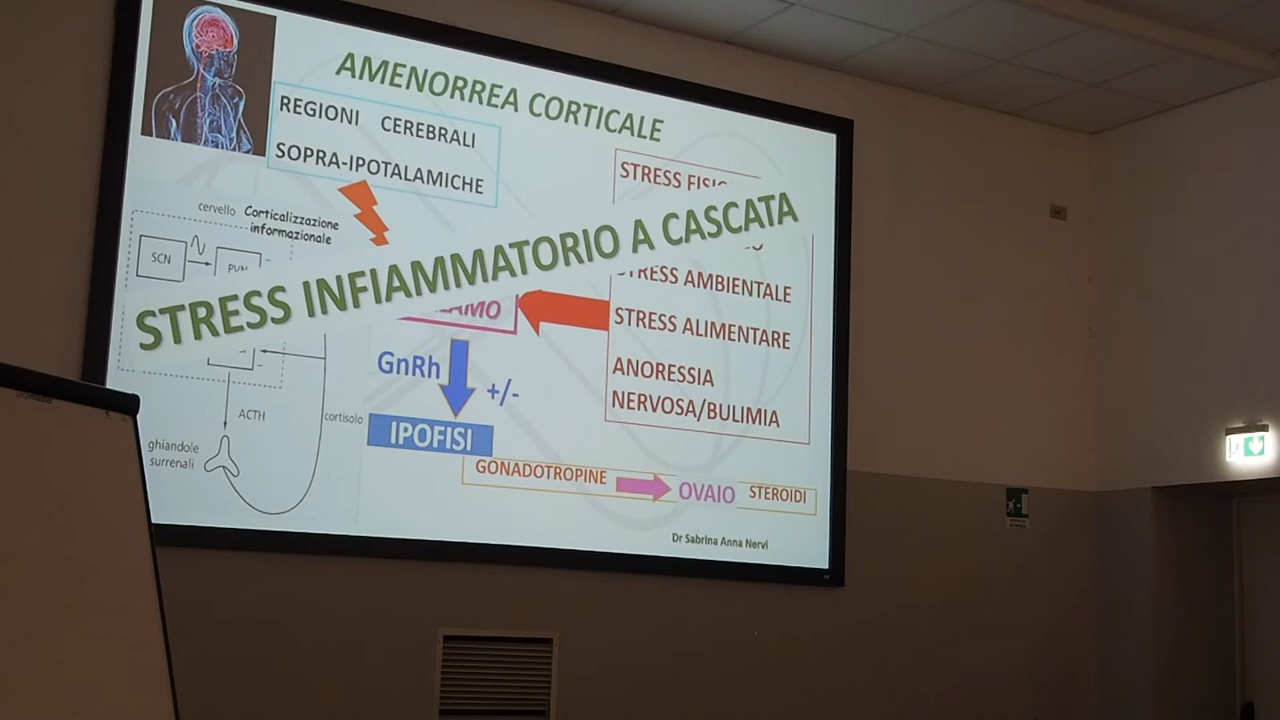 AMENORREA CORTICALE
REGIONI CEREBRALI
SOPRA-IPOTALAMICHE
STRESS
cervello
Corticalizzazione
informazionale
STRESS INFIAMMATORIO A CASCATA
SCN
STRESS AMBIENTALE
STRESS ALIMENTARE
ANORESSIA
NERVOSA/BULIMIA
GnRh
+/-
IPOFISI
ACTH
cortisolo
ghiandole
surrenali
GONADOTROPINE
OVAIO
STEROIDI
Dr Sabrina Anna Nervi